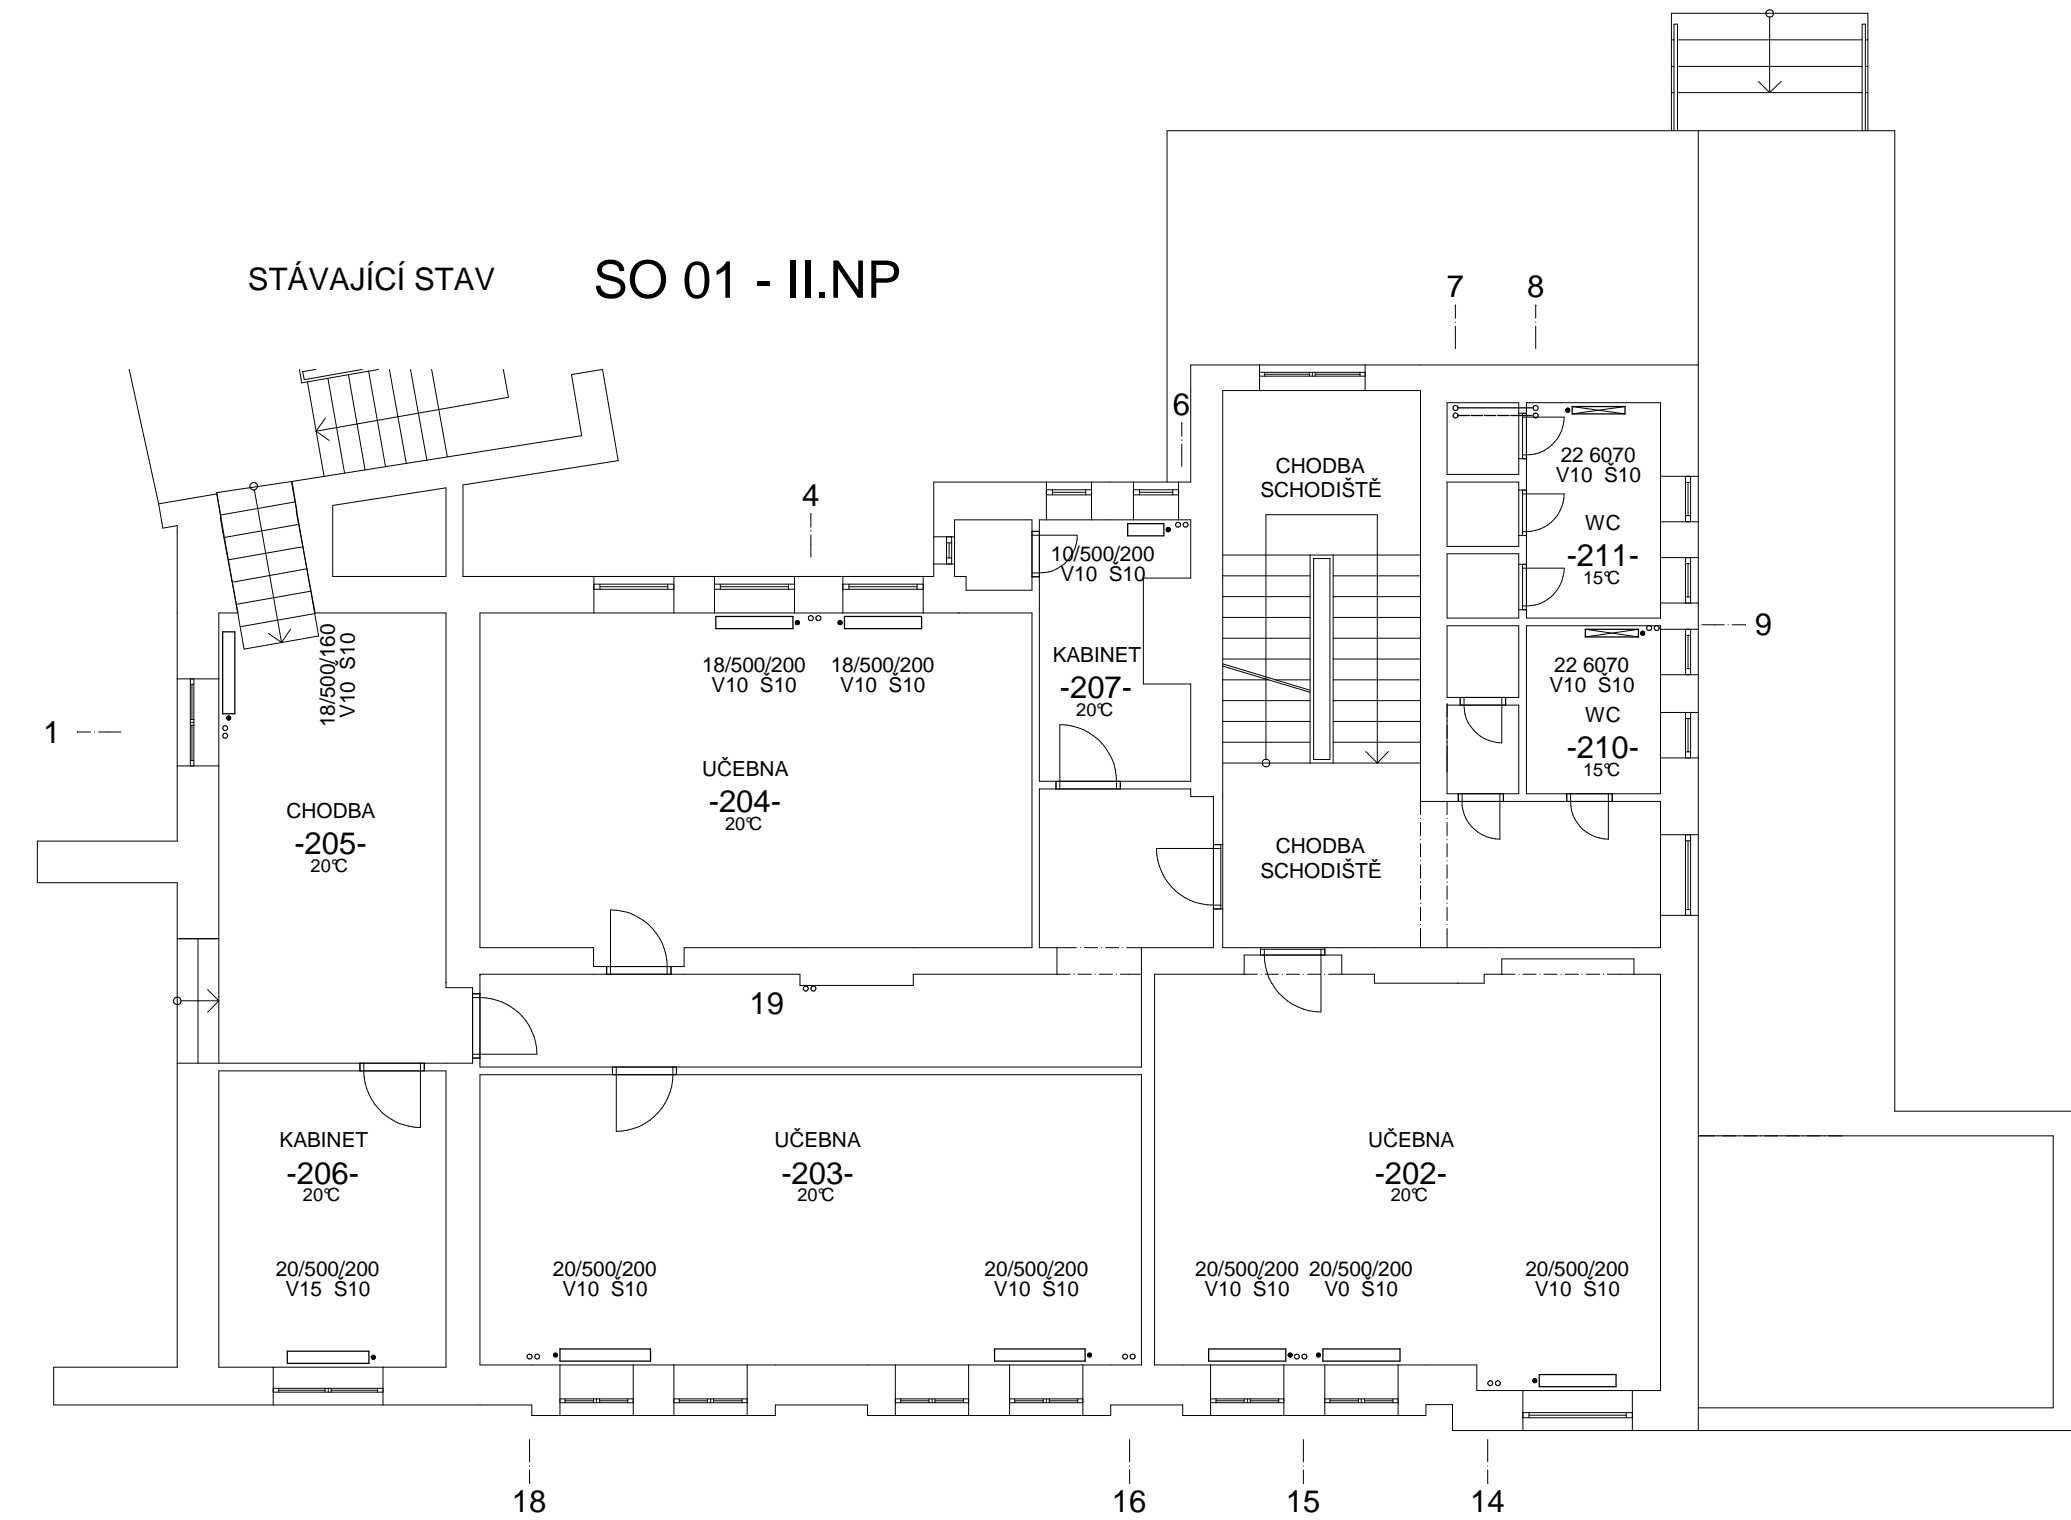 STÁVAJÍCÍ STAV
SO 01 - II.NP
7
8
6
4
CHODBA
SCHODIŠTĚ
22 6070
V10 Š10
WC
-211-
15°C
10/500/200
V10 Š10
KABINET
-207-
20°C
9
22 6070
V10 Š10
WC
-210-
15°C
18/500/160
V10 Š10
18/500/200
V10 Š10
18/500/200
V10 Š10
1
UČEBNA
-204-
20°C
CHODBA
-205-
20°C
CHODBA
SCHODIŠTĚ
19
KABINET
-206-
20°C
UČEBNA
-203-
20°C
UČEBNA
-202-
20°C
20/500/200
V15 Š10
20/500/200
V10 Š10
20/500/200
V10 Š10
20/500/200
V10 Š10
20/500/200
V0 Š10
20/500/200
V10 Š10
18
16
15
14